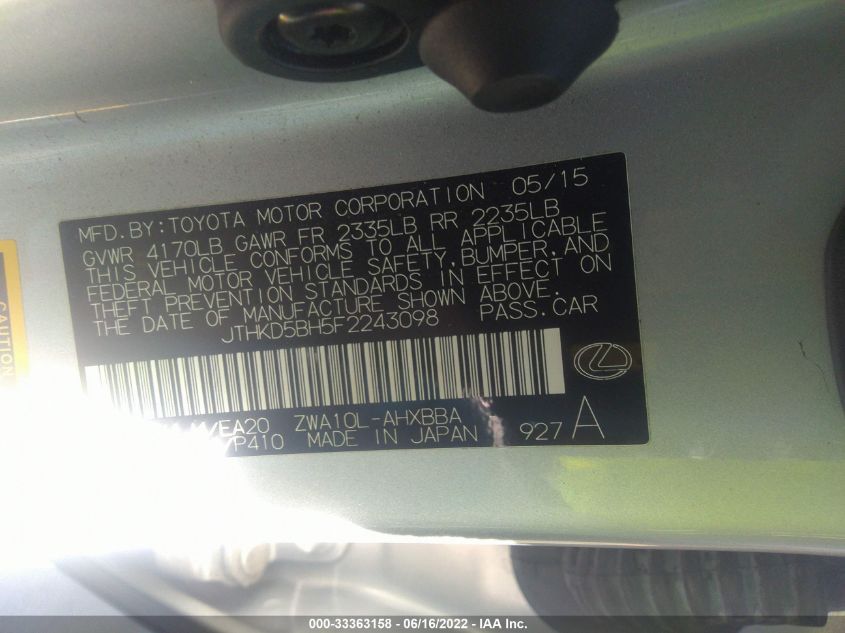 MFD. BY: TOYOTA MOTOR CORPORATION 05/15
GVWR 4170LB GAWR FR 2335LB RR 2235LB
THIS VEHICLE CONFORMS TO ALL APPLICABLE
FEDERAL MOTOR VEHICLE SAFETY, BUMPER, AND
THEFT PREVENTION STANDARDS IN EFFECT ON
THE DATE OF MANUFACTURE SHOWN ABOVE.
JTHKD5BH5F2243098 PASS. CAR
/EA20 ZWA10L-AHXBBA
/P410 MADE IN JAPAN 927 A
CAUTION
000-33363158 - 06/16/2022 - IAA Inc.